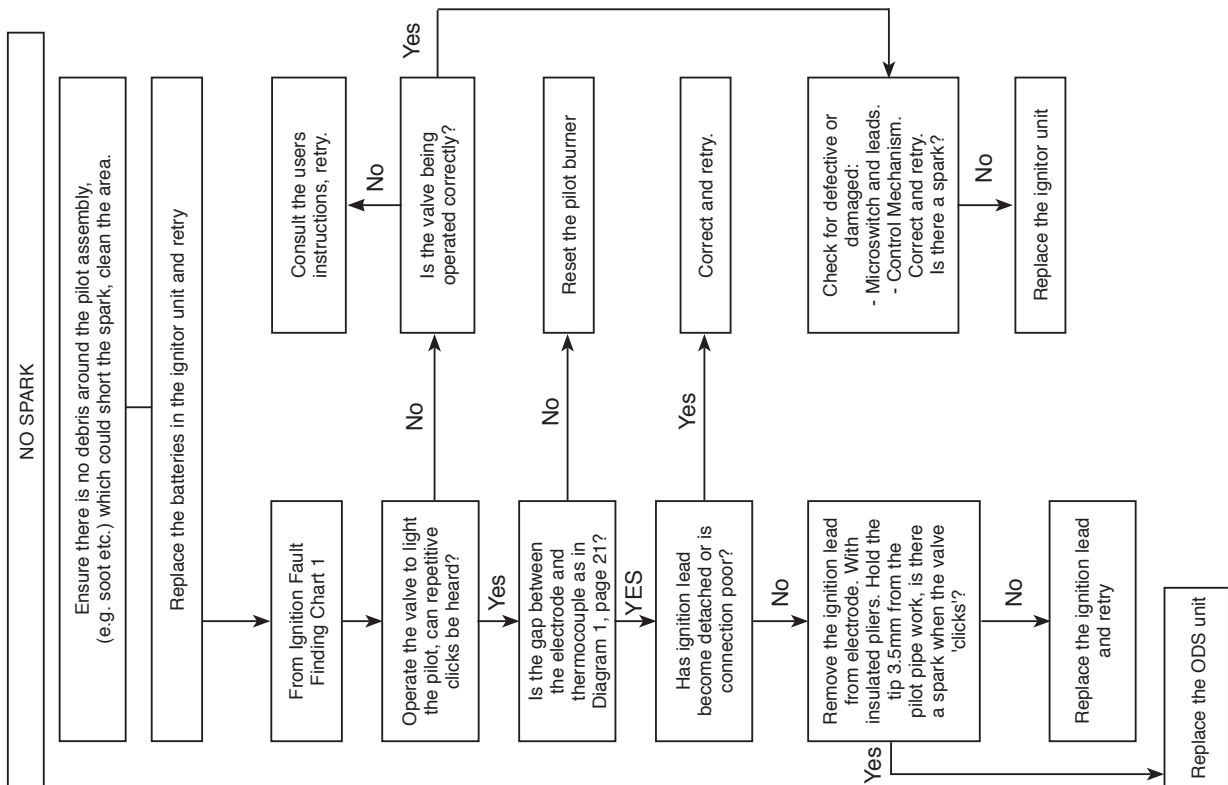 NO SPARK
Ensure there is no debris around the pilot assembly,
(e.g. soot etc.) which could short the spark, clean the area.
Replace the batteries in the ignitor unit and retry
From Ignition Fault
Finding Chart 1
Operate the valve to light
the pilot, can repetitive
clicks be heard?
No
Is the valve being
operated correctly?
No
Consult the users
instructions, retry.
Yes
Yes
Is the gap between
the electrode and
thermocouple as in
Diagram 1, page 21?
No
Reset the pilot burner
YES
Has ignition lead
become detached or is
connection poor?
Yes
Correct and retry.
No
Remove the ignition lead
from electrode. With
insulated pliers. Hold the
tip 3.5mm from the
pilot pipe work, is there
a spark when the valve
'clicks'?
Check for defective or
damaged:
- Microswitch and leads.
- Control Mechanism.
Correct and retry.
Is there a spark?
No
Replace the ignitor unit
No
Replace the ignition lead
and retry
Yes
Replace the ODS unit